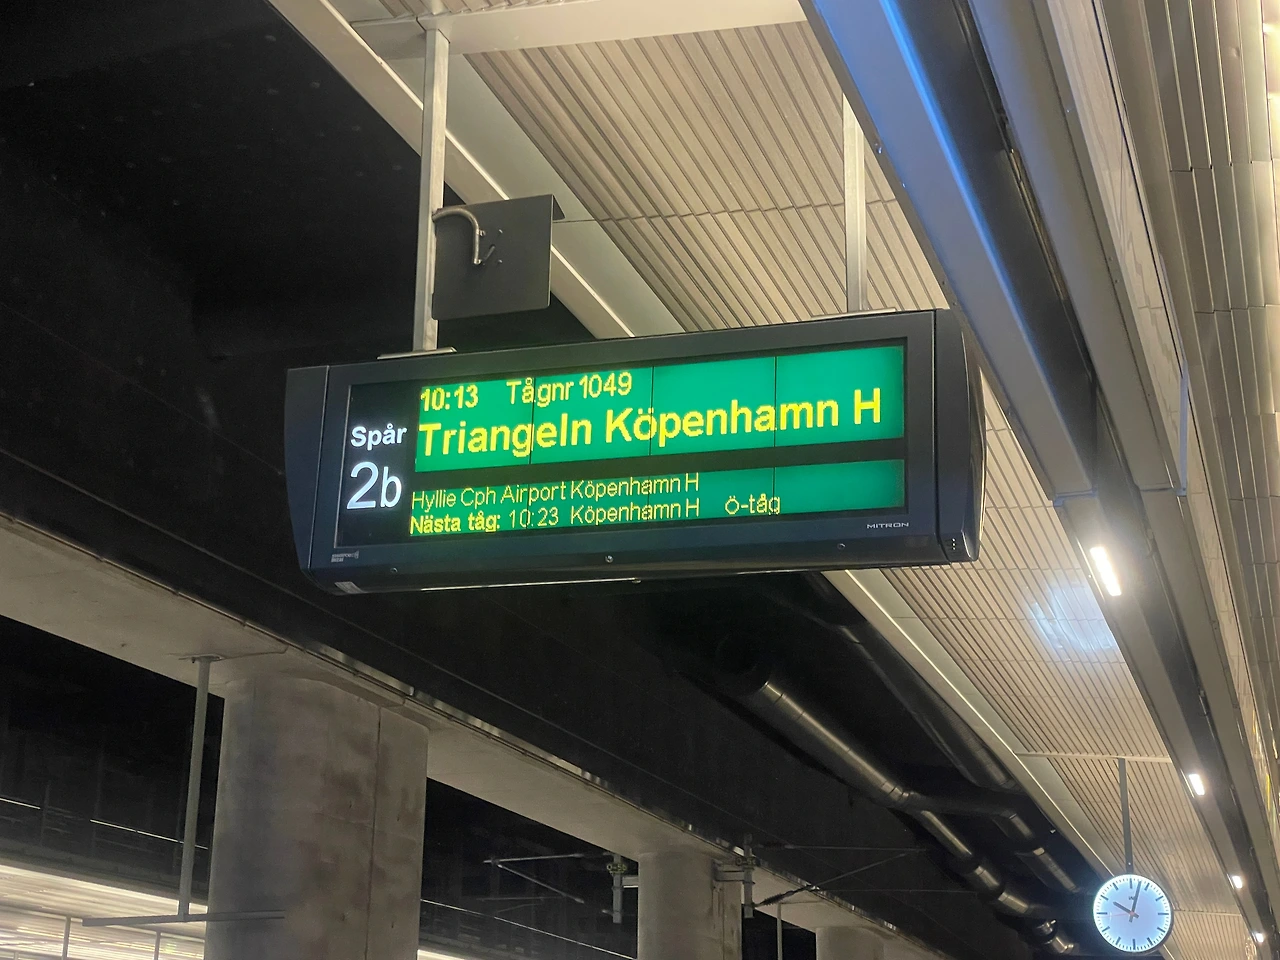 10:13 Tågnr 1049
Triangeln Köpenhamn H
Spår
2b
Hyllie Cph Airport Köpenhamn H
Nästa tåg: 10:23 Köpenhamn H Ö-tåg
MITRON